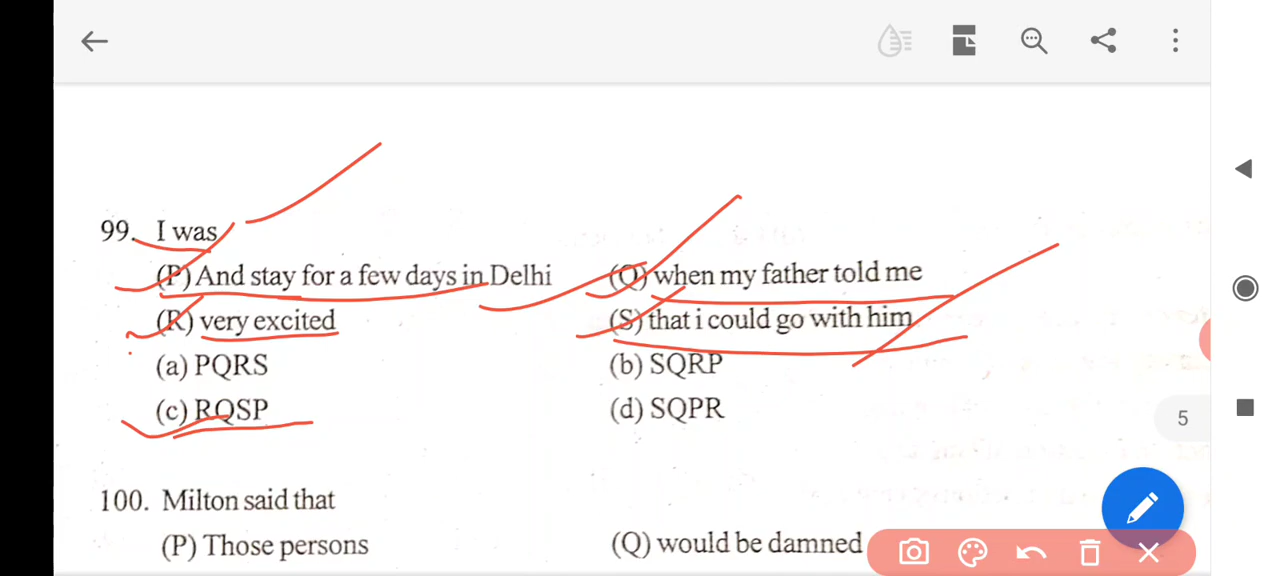 99. I was
(P) And stay for a few days in Delhi (Q) when my father told me
(R) very excited (S) that i could go with him
(a) PQRS (b) SQRP
(c) RQSP (d) SQPR
5
100. Milton said that
(P) Those persons (Q) would be damned